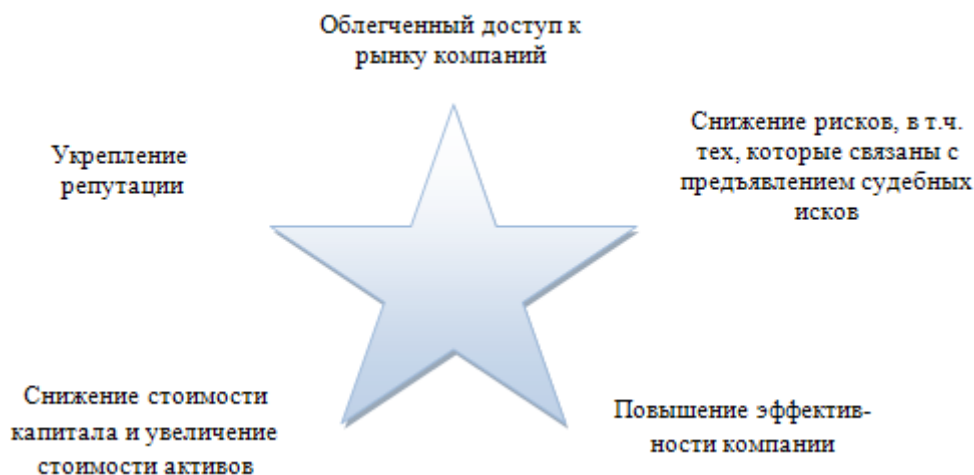 Облегченный доступ к
рынку компаний
Снижение рисков, в т.ч.
тех, которые связаны с
предъявлением судебных
исков
Укрепление
репутации
Снижение стоимости
капитала и увеличение
стоимости активов
Повышение эффектив-
ности компании